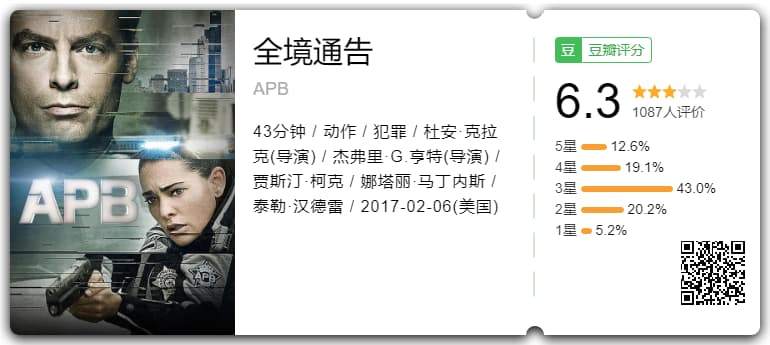 全境通告
APB
43分钟 / 动作 / 犯罪 / 杜安·克拉
克(导演) / 杰弗里·G.亨特(导演) /
贾斯汀·柯克 / 娜塔丽·马丁内斯 /
泰勒·汉德雷 / 2017-02-06(美国)
豆 豆瓣评分
6.3
1087人评价
5星 12.6%
4星 19.1%
3星 43.0%
2星 20.2%
1星 5.2%
APB
APB